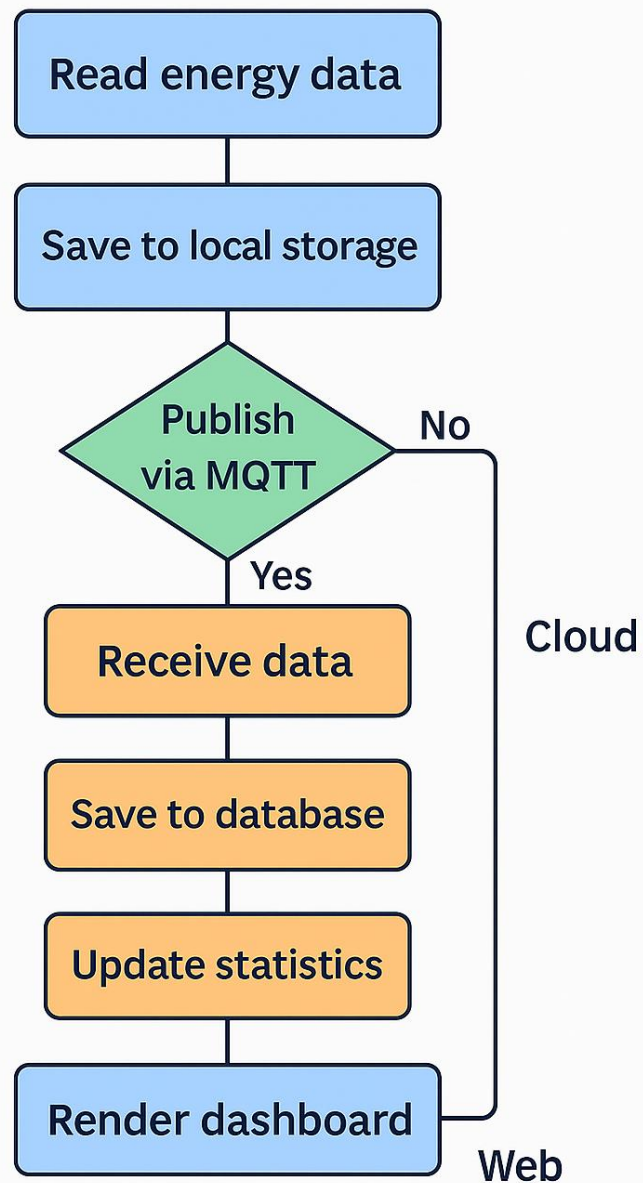 Read energy data
Save to local storage
Publish
via MQTT
No
Yes
Receive data
Cloud
Save to database
Update statistics
Render dashboard
Web